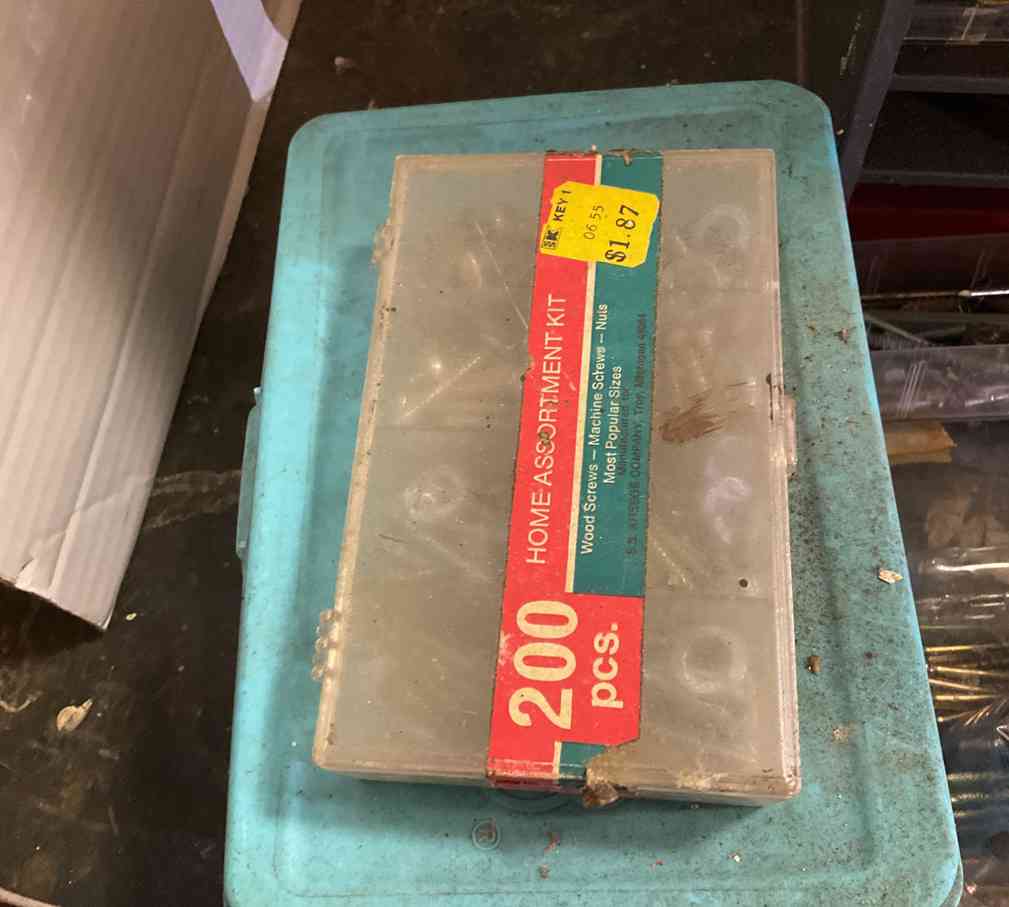 KEY 1
06 55
$1.87
HOME ASSORTMENT KIT
Wood Screws – Machine Screws – Nuts
Most Popular Sizes
COMPANY, Troy, Michigan
200
pcs.
®